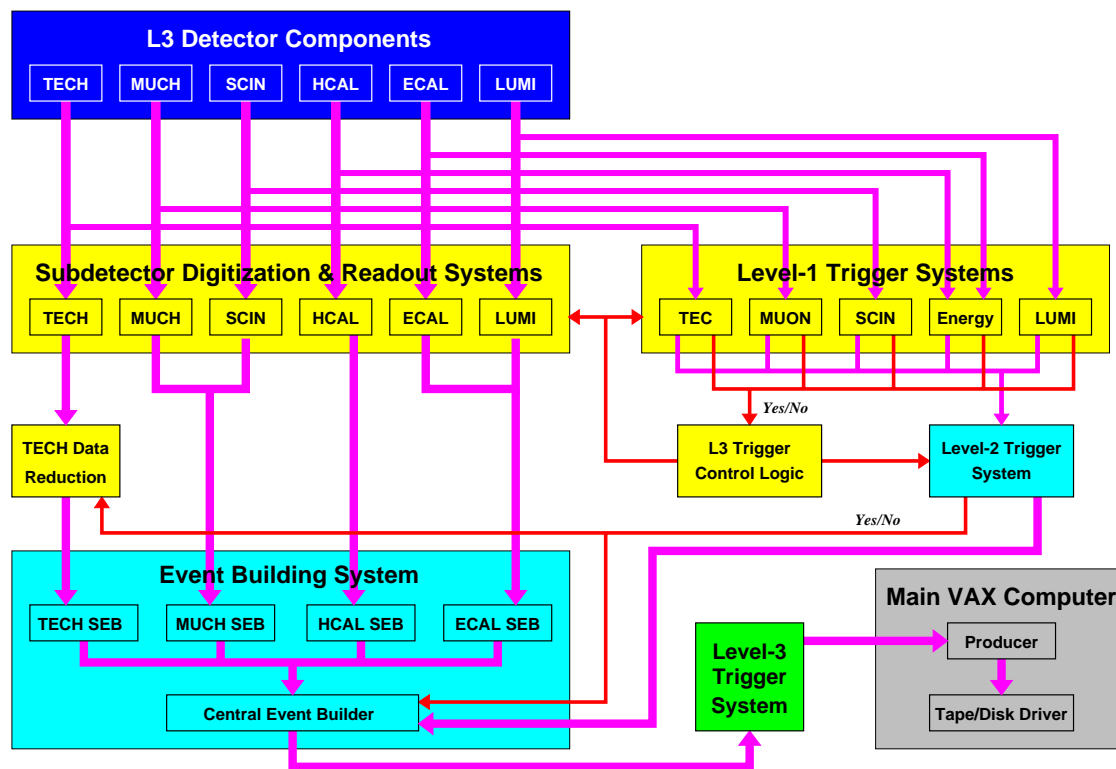 L3 Detector Components
TECH MUCH SCIN HCAL ECAL LUMI
Subdetector Digitization & Readout Systems
TECH MUCH SCIN HCAL ECAL LUMI
Level-1 Trigger Systems
TEC MUON SCIN Energy LUMI
Yes/No
TECH Data
Reduction
L3 Trigger
Control Logic
Level-2 Trigger
System
Yes/No
Event Building System
TECH SEB MUCH SEB HCAL SEB ECAL SEB
Central Event Builder
Level-3
Trigger
System
Main VAX Computer
Producer
Tape/Disk Driver